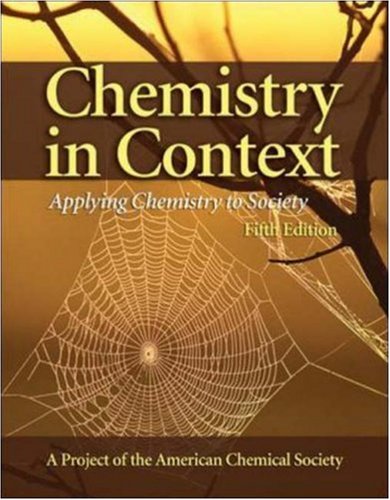 Chemistry
in Context
Applying Chemistry to Society
Fifth Edition
A Project of the American Chemical Society